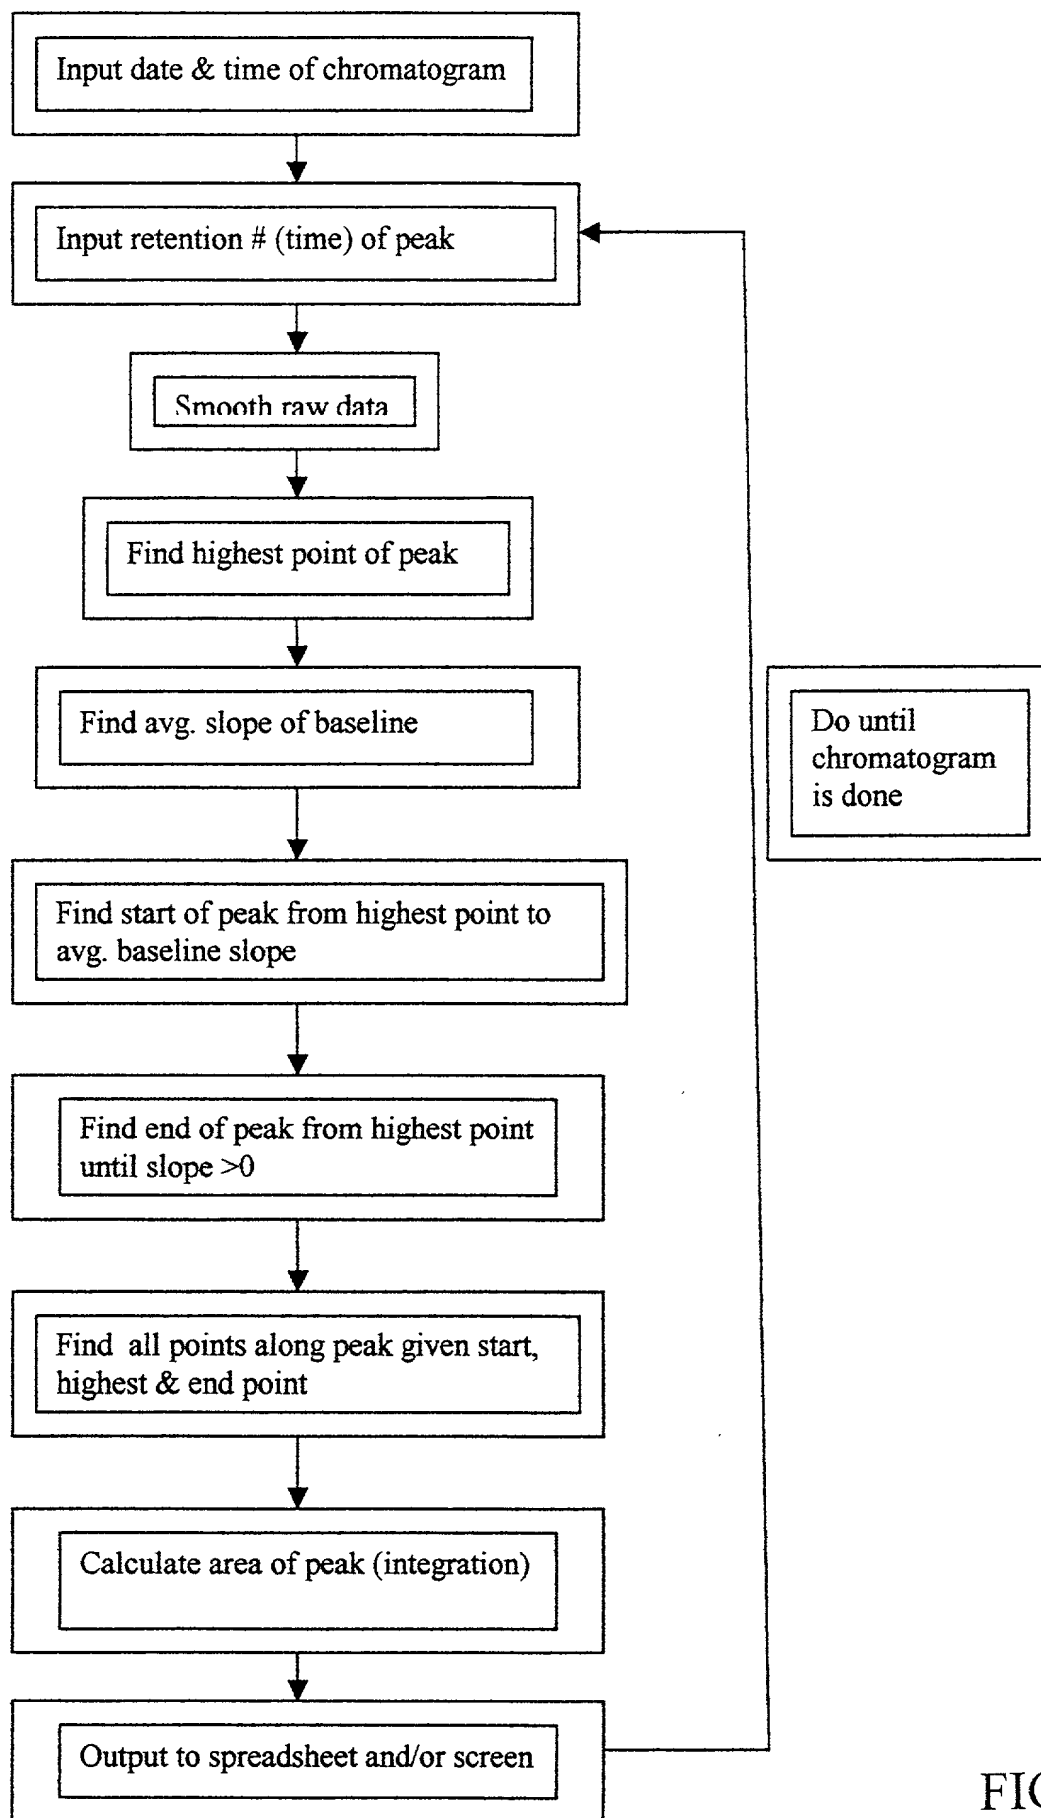 Input date & time of chromatogram
Input retention # (time) of peak
Smooth raw data
Find highest point of peak
Find avg. slope of baseline
Do until
chromatogram
is done
Find start of peak from highest point to
avg. baseline slope
Find end of peak from highest point
until slope >0
Find all points along peak given start,
highest & end point
Calculate area of peak (integration)
Output to spreadsheet and/or screen
FIG